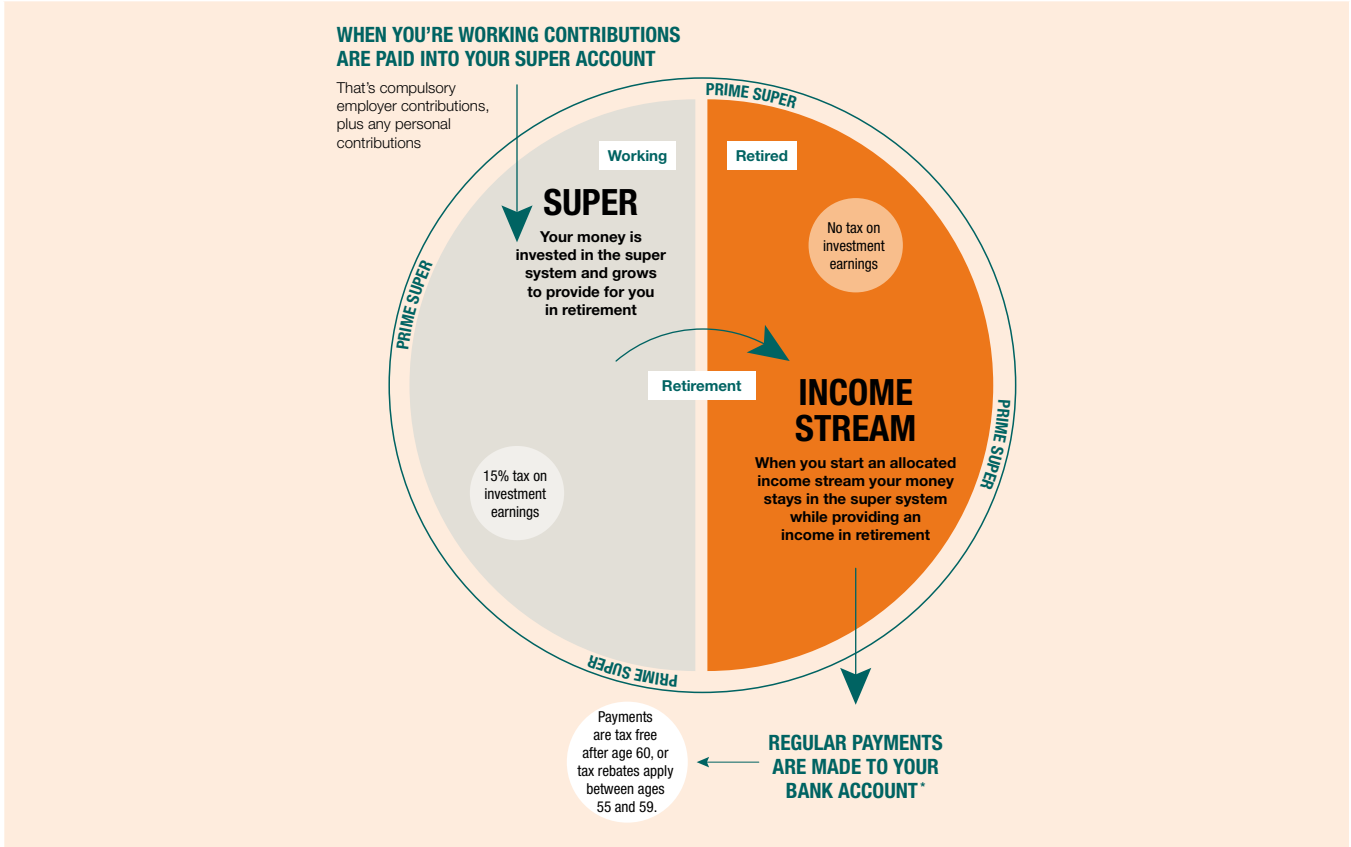 WHEN YOU'RE WORKING CONTRIBUTIONS
ARE PAID INTO YOUR SUPER ACCOUNT
That's compulsory
employer contributions,
plus any personal
contributions
PRIME SUPER
Working
Retired
SUPER
Your money is
invested in the super
system and grows
to provide for you
in retirement
No tax on
investment
earnings
PRIME SUPER
Retirement
INCOME
STREAM
When you start an allocated
income stream your money
stays in the super system
while providing an
income in retirement
PRIME SUPER
15% tax on
investment
earnings
PRIME SUPER
Payments
are tax free
after age 60, or
tax rebates apply
between ages
55 and 59.
REGULAR PAYMENTS
ARE MADE TO YOUR
BANK ACCOUNT*